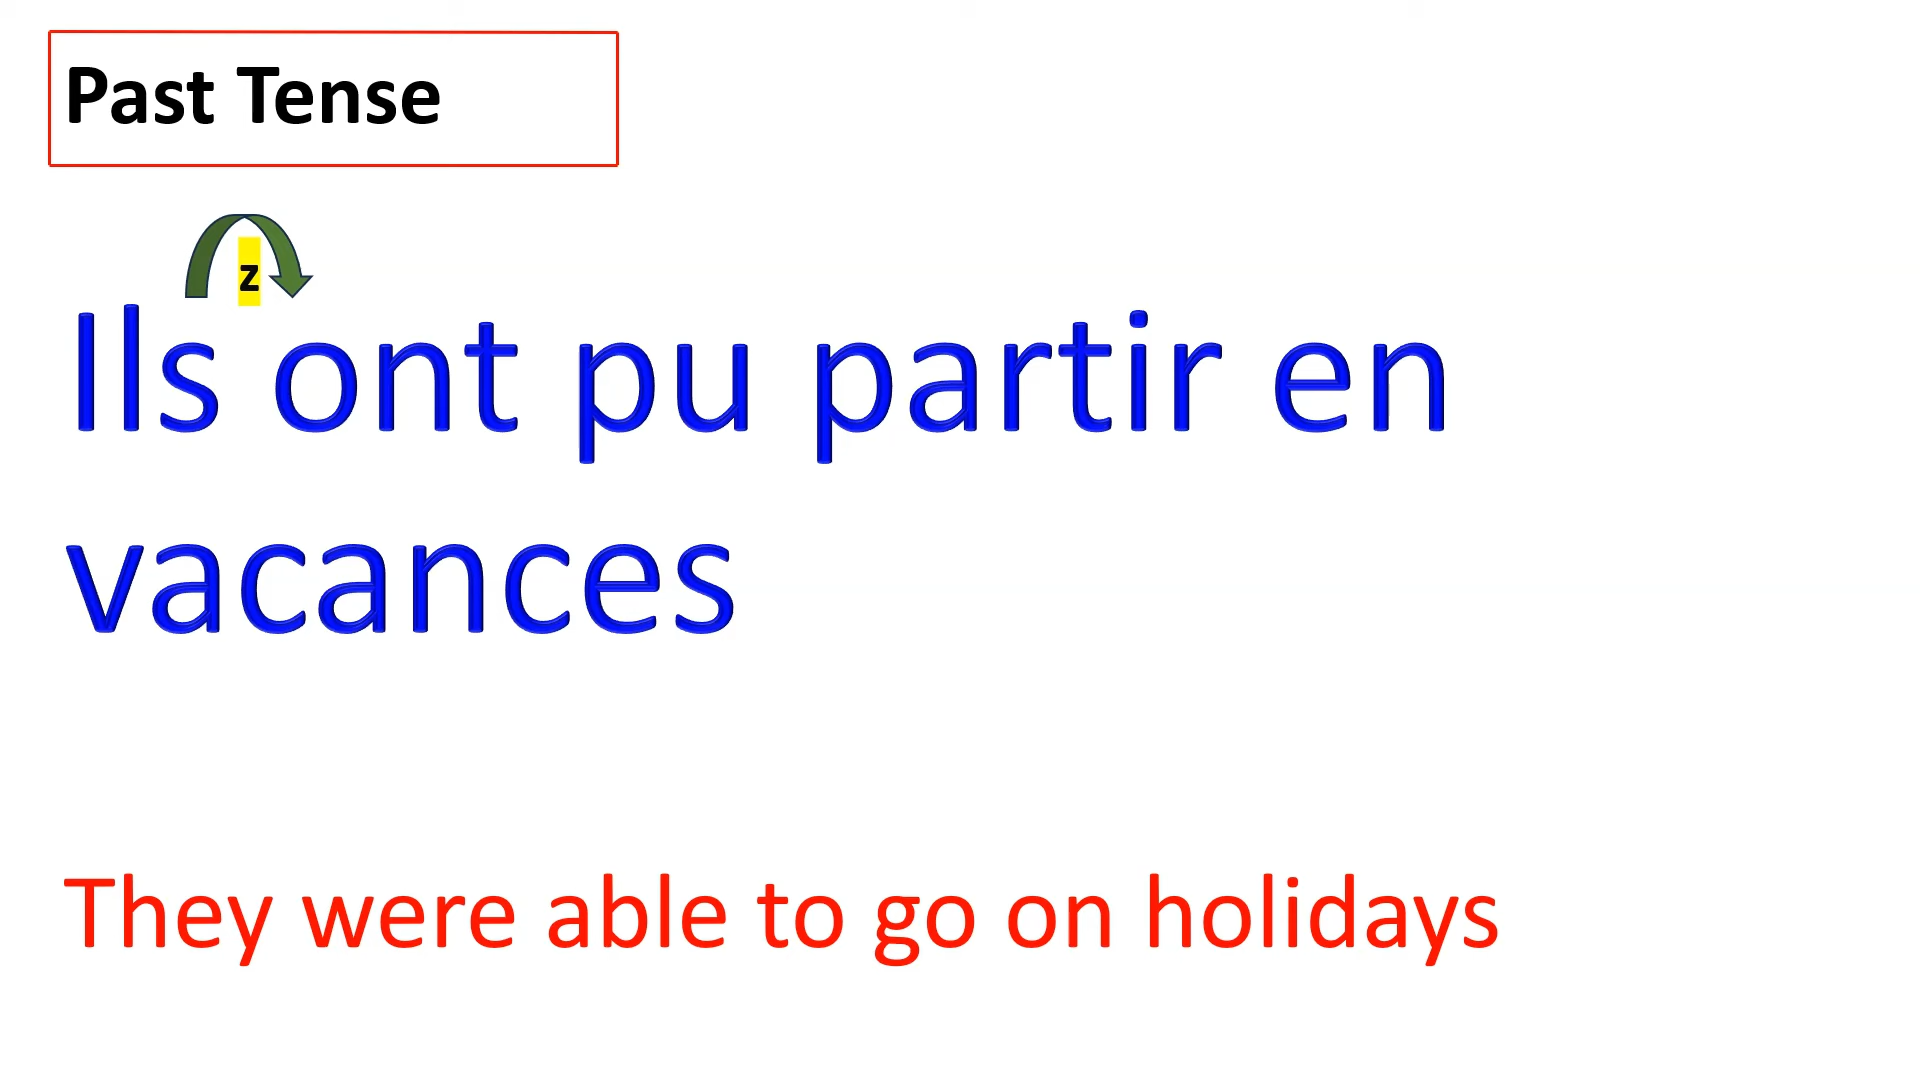 Past Tense
z
Ils ont pu partir en
vacances
They were able to go on holidays